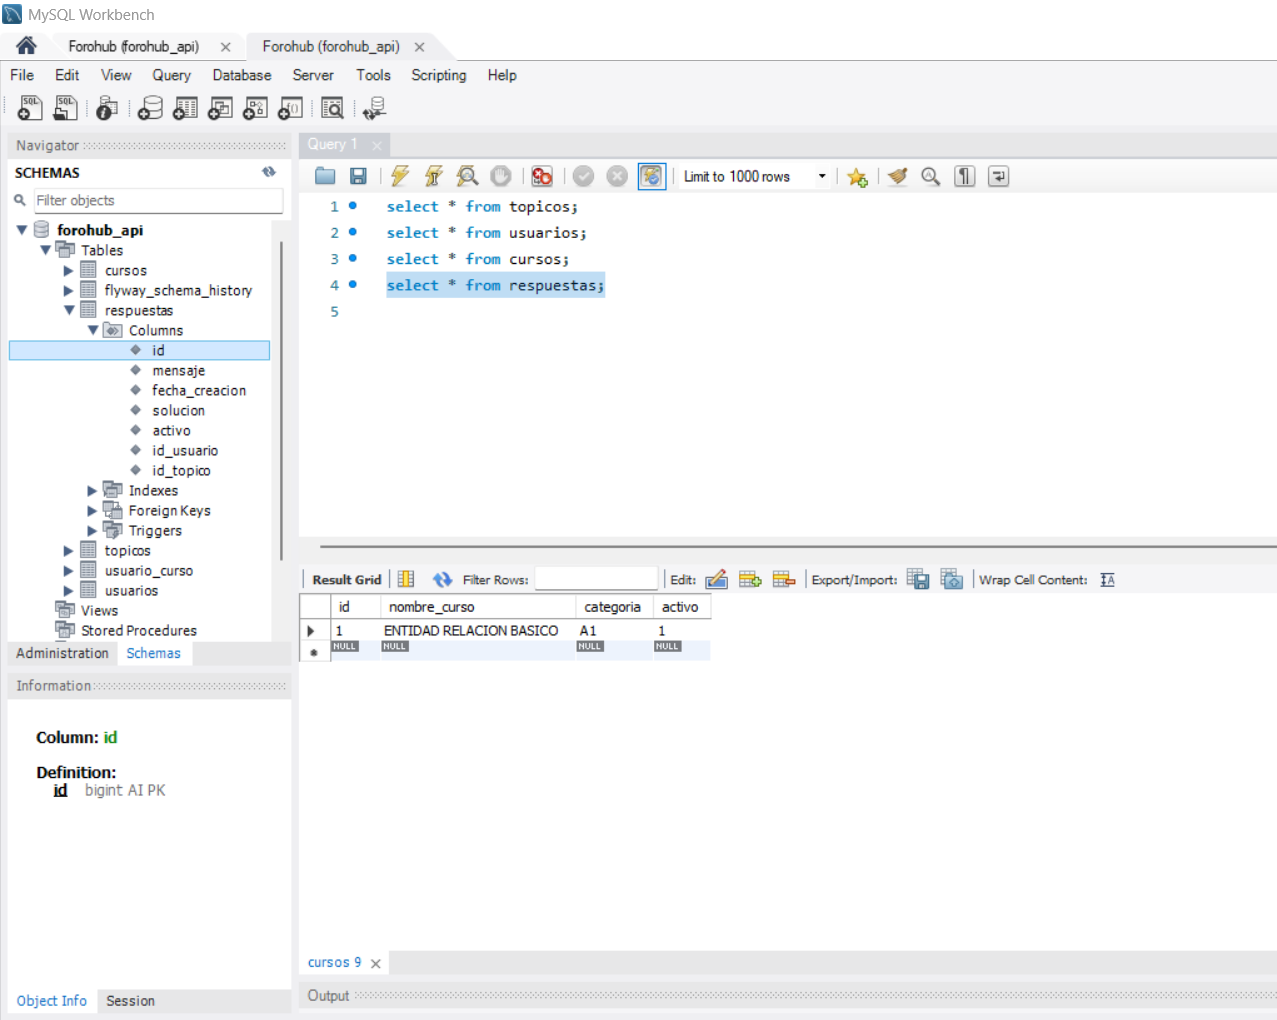 MySQL Workbench
Forohub (forohub_api)
Forohub (forohub_api)
File Edit View Query Database Server Tools Scripting Help
Navigator
SCHEMAS
Filter objects
forohub_api
Tables
cursos
flyway_schema_history
respuestas
Columns
id
mensaje
fecha_creacion
solucion
activo
id_usuario
id_topico
Indexes
Foreign Keys
Triggers
topicos
usuario_curso
usuarios
Views
Stored Procedures
Administration Schemas
Information
Column: id
Definition:
id bigint AI PK
Object Info Session
Query 1
Limit to 1000 rows
1 select * from topicos;
2 select * from usuarios;
3 select * from cursos;
4 select * from respuestas;
5
Result Grid Filter Rows: Edit: Export/Import: Wrap Cell Content:
id nombre_curso categoria activo
1 ENTIDAD RELACION BASICO A1 1
NULL NULL NULL NULL
cursos 9
Output